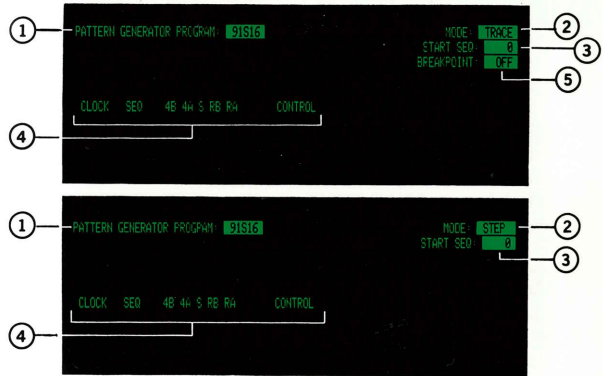 1 PATTERN GENERATOR PROGRAM: 91S16 MODE: TRACE 2
START SEQ: 0 3
BREAKPOINT: OFF
5
CLOCK SEQ 4B 4A S RB RA CONTROL
4
1 PATTERN GENERATOR PROGRAM: 91S16 MODE: STEP 2
START SEQ: 0
3
CLOCK SEQ 4B 4A S RB RA CONTROL
4